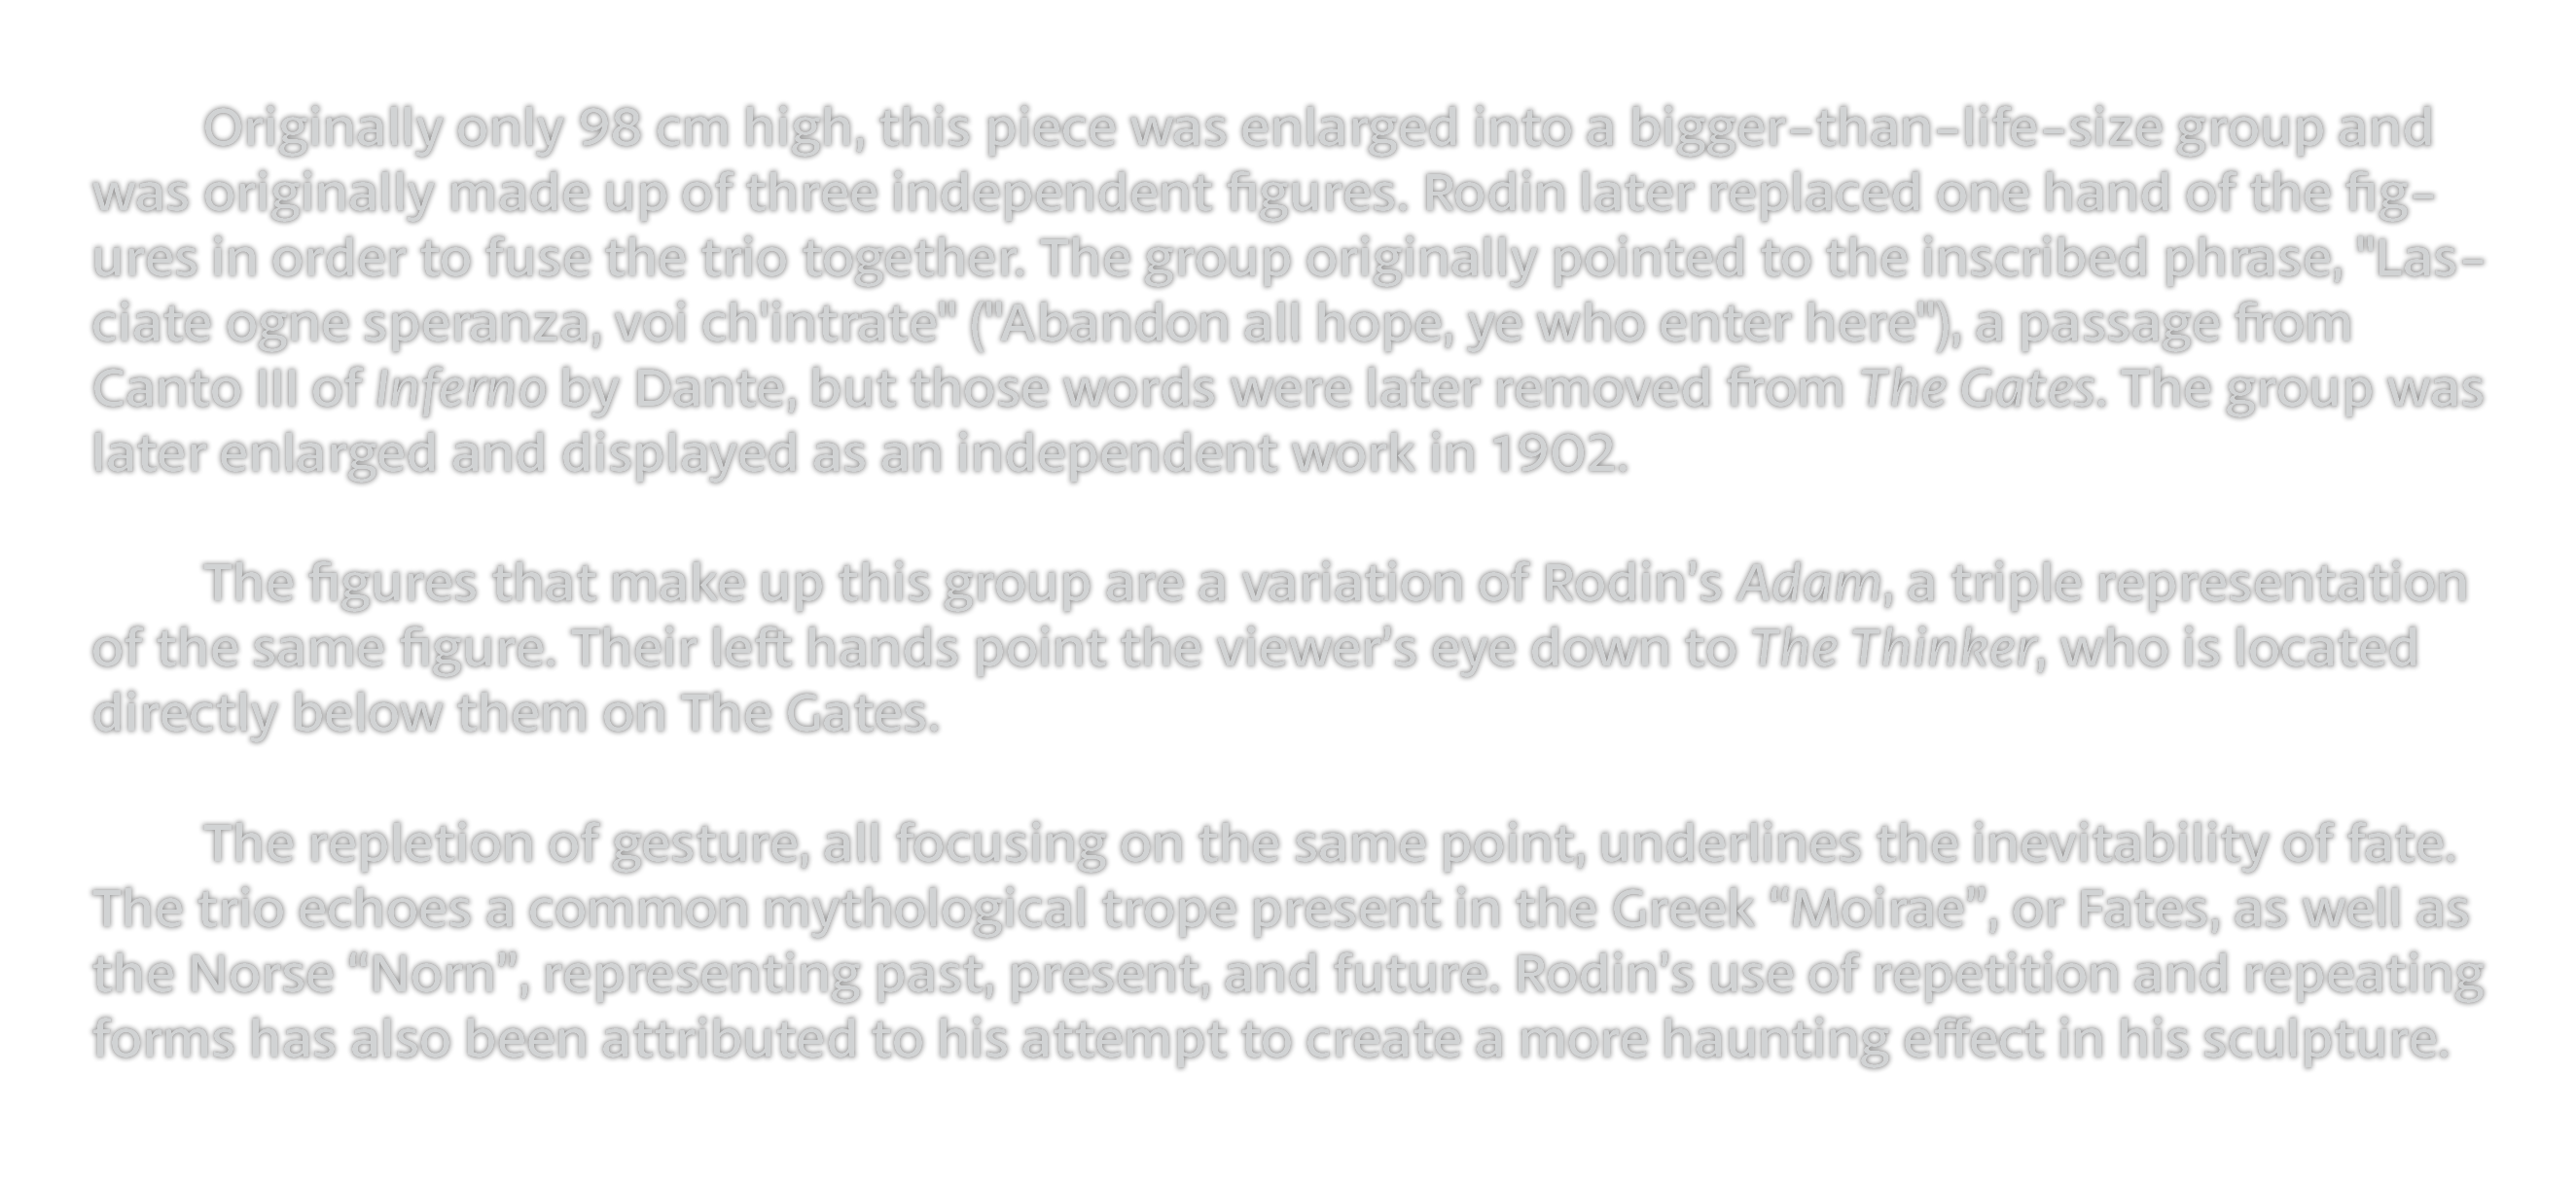 Originally only 98 cm high, this piece was enlarged into a bigger-than-life-size group and
was originally made up of three independent figures. Rodin later replaced one hand of the fig-
ures in order to fuse the trio together. The group originally pointed to the inscribed phrase, "Las-
ciate ogne speranza, voi ch'intrate" ("Abandon all hope, ye who enter here"), a passage from
Canto III of Inferno by Dante, but those words were later removed from The Gates. The group was
later enlarged and displayed as an independent work in 1902.
The figures that make up this group are a variation of Rodin’s Adam, a triple representation
of the same figure. Their left hands point the viewer’s eye down to The Thinker, who is located
directly below them on The Gates.
The repletion of gesture, all focusing on the same point, underlines the inevitability of fate.
The trio echoes a common mythological trope present in the Greek “Moirae”, or Fates, as well as
the Norse “Norn”, representing past, present, and future. Rodin’s use of repetition and repeating
forms has also been attributed to his attempt to create a more haunting effect in his sculpture.